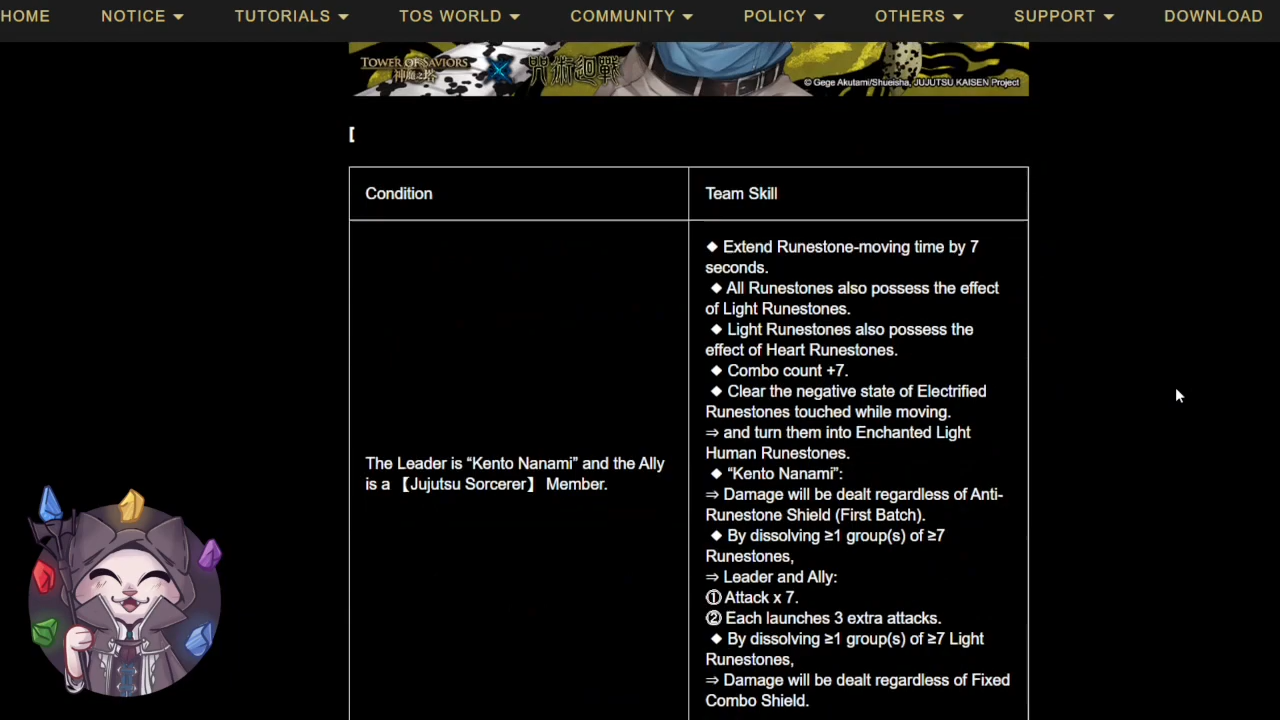 HOME NOTICE TUTORIALS TOS WORLD COMMUNITY POLICY OTHERS SUPPORT DOWNLOAD
TOWER OF SAVIORS
神魔之塔
咒術廻戰
© Gege Akutami/Shueisha, JUJUTSU KAISEN Project
[
Condition
Team Skill
The Leader is “Kento Nanami” and the Ally
is a 【Jujutsu Sorcerer】 Member.
◆ Extend Runestone-moving time by 7
seconds.
◆ All Runestones also possess the effect
of Light Runestones.
◆ Light Runestones also possess the
effect of Heart Runestones.
◆ Combo count +7.
◆ Clear the negative state of Electrified
Runestones touched while moving.
⇒ and turn them into Enchanted Light
Human Runestones.
◆ “Kento Nanami”:
⇒ Damage will be dealt regardless of Anti-
Runestone Shield (First Batch).
◆ By dissolving ≥1 group(s) of ≥7
Runestones,
⇒ Leader and Ally:
① Attack x 7.
② Each launches 3 extra attacks.
◆ By dissolving ≥1 group(s) of ≥7 Light
Runestones,
⇒ Damage will be dealt regardless of Fixed
Combo Shield.